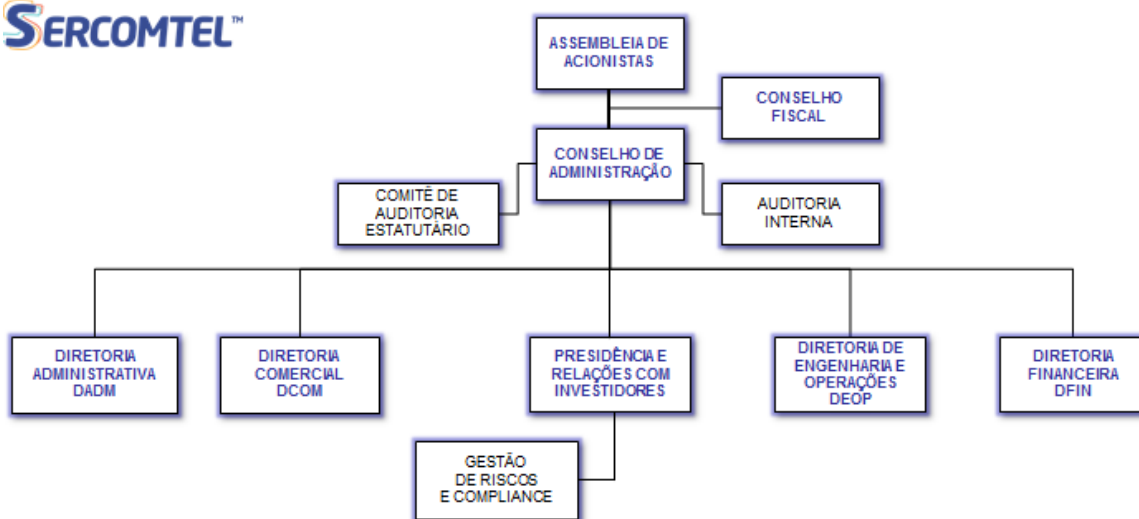 SERCOMTEL™
ASSEMBLEIA DE
ACIONISTAS
CONSELHO
FISCAL
CONSELHO DE
ADMINISTRAÇÃO
COMITÊ DE
AUDITORIA
ESTATUTÁRIO
AUDITORIA
INTERNA
DIRETORIA
ADMINISTRATIVA
DADM
DIRETORIA
COMERCIAL
DCOM
PRESIDÊNCIA E
RELAÇÕES COM
INVESTIDORES
DIRETORIA DE
ENGENHARIA E
OPERAÇÕES
DEOP
DIRETORIA
FINANCEIRA
DFIN
GESTÃO
DE RISCOS
E COMPLIANCE